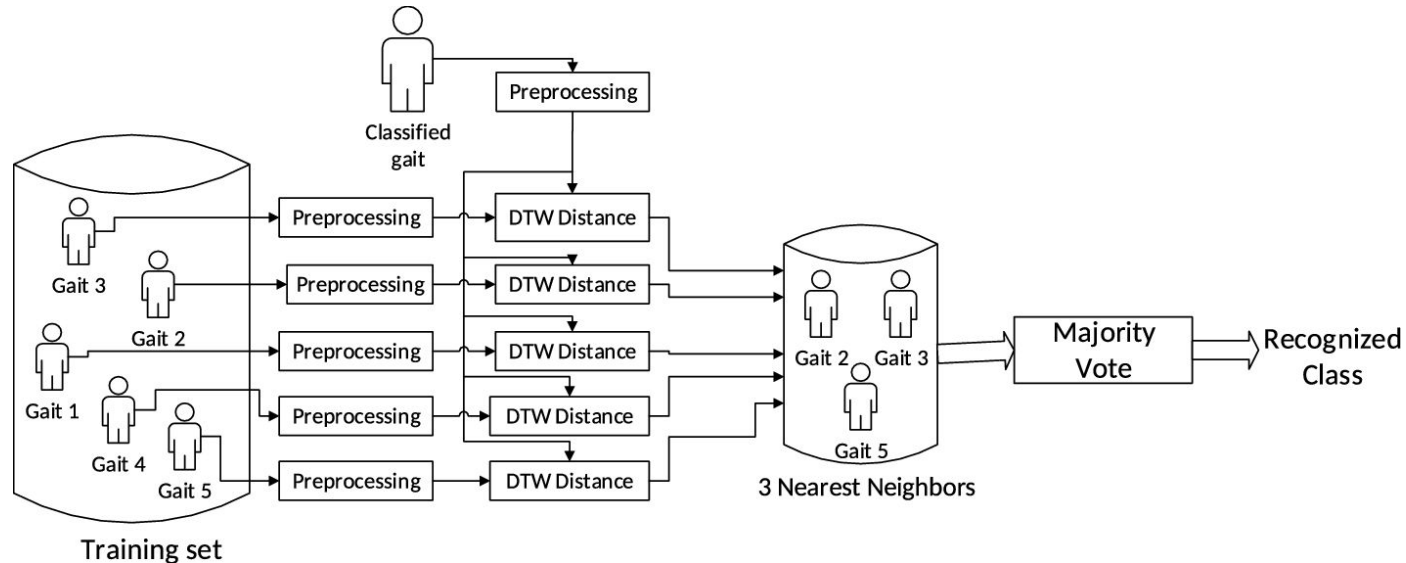 Classified
gait
Preprocessing
Gait 3
Preprocessing
DTW Distance
Gait 2
Preprocessing
DTW Distance
Gait 1
Preprocessing
DTW Distance
Gait 4
Preprocessing
DTW Distance
Gait 5
Preprocessing
DTW Distance
Training set
Gait 2
Gait 3
Gait 5
3 Nearest Neighbors
Majority
Vote
Recognized
Class